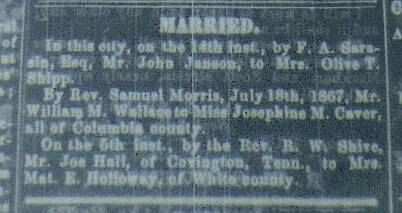 MARRIED.
In this city, on the 14th inst., by F. A. Sara-
sin, Esq. Mr. John Janson, to Mrs. Olive T.
Shipp.
By Rev. Samuel Morris, July 18th, 1867, Mr.
William M. Wallace to Miss Josephine M. Caver,
all of Columbia county.
On the 5th inst., by the Rev. R. W. Shive,
Mr. Joe Hall, of Covington, Tenn., to Mrs.
Mat. E. Holloway, of White county.